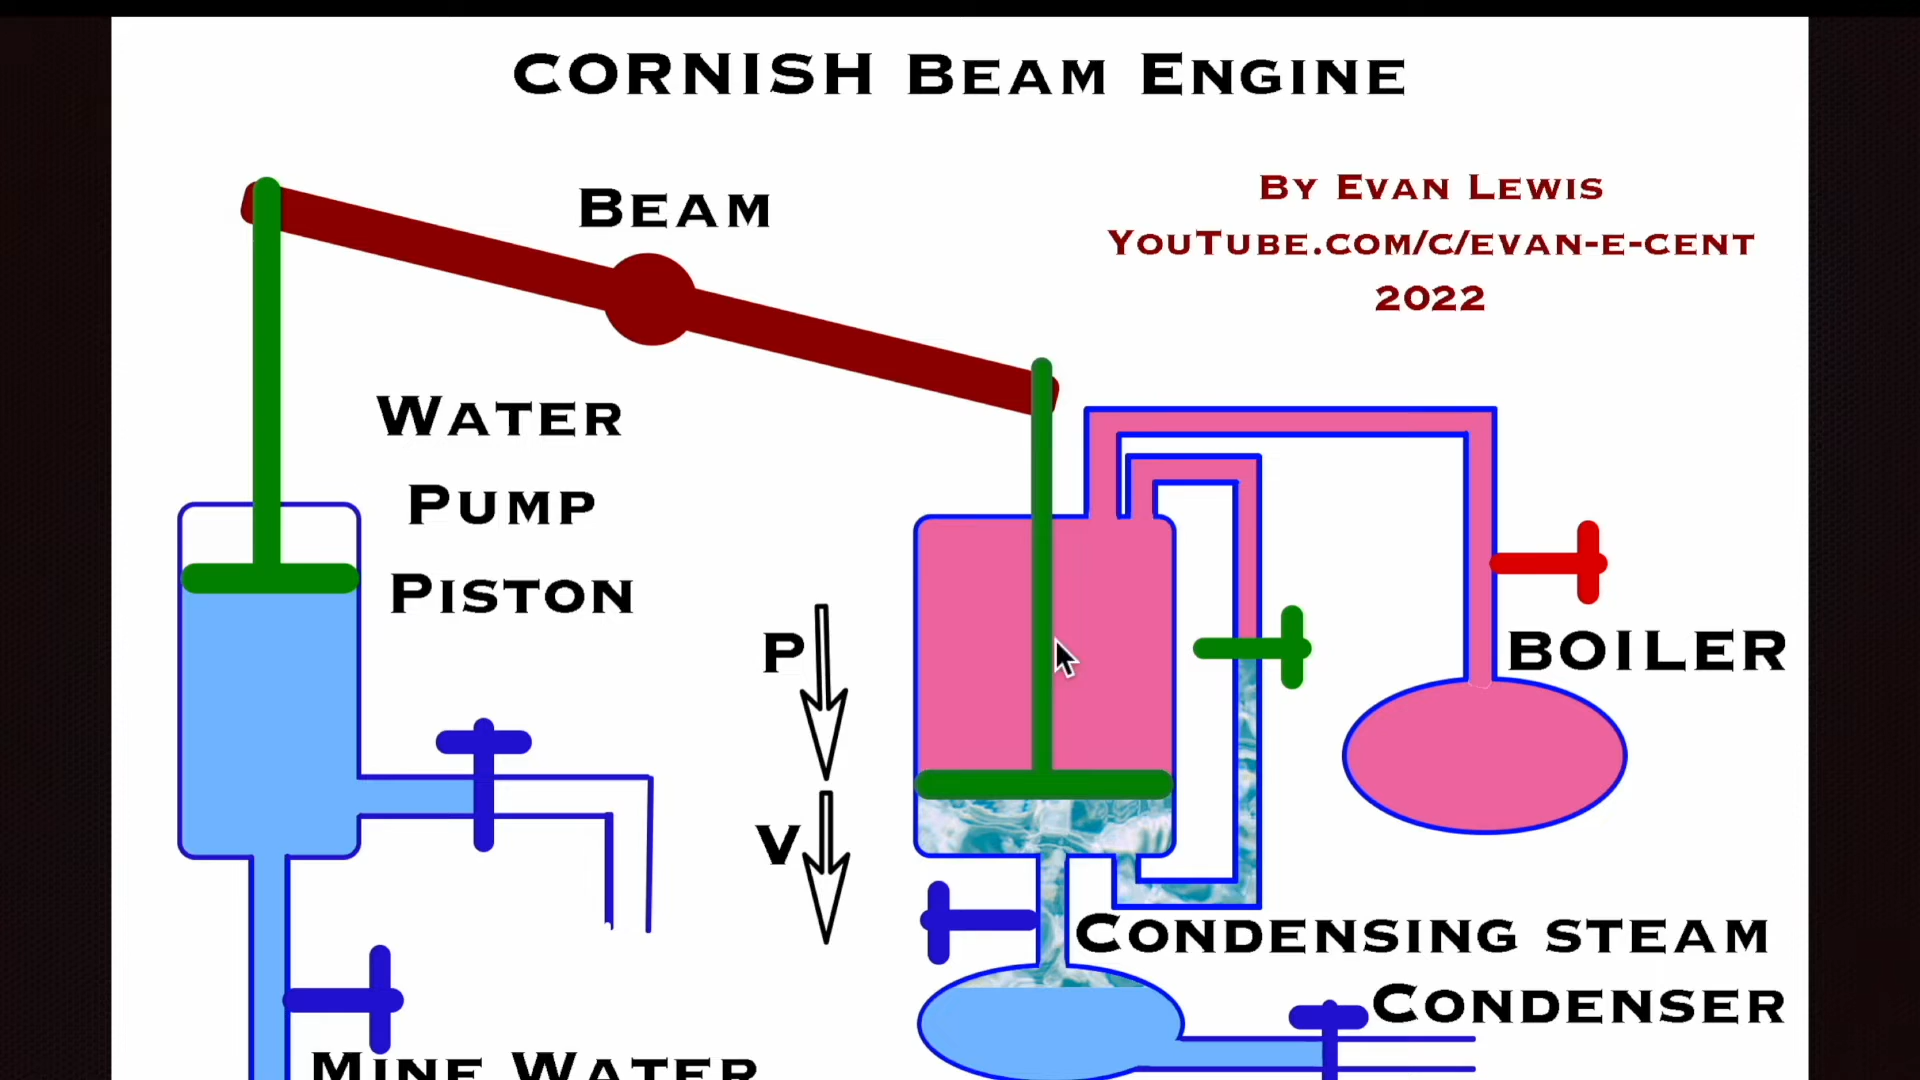 CORNISH BEAM ENGINE
BEAM
BY EVAN LEWIS
YOUTUBE.COM/C/EVAN-E-CENT
2022
WATER
PUMP
PISTON
P
BOILER
V
CONDENSING STEAM
CONDENSER
MINE WATER